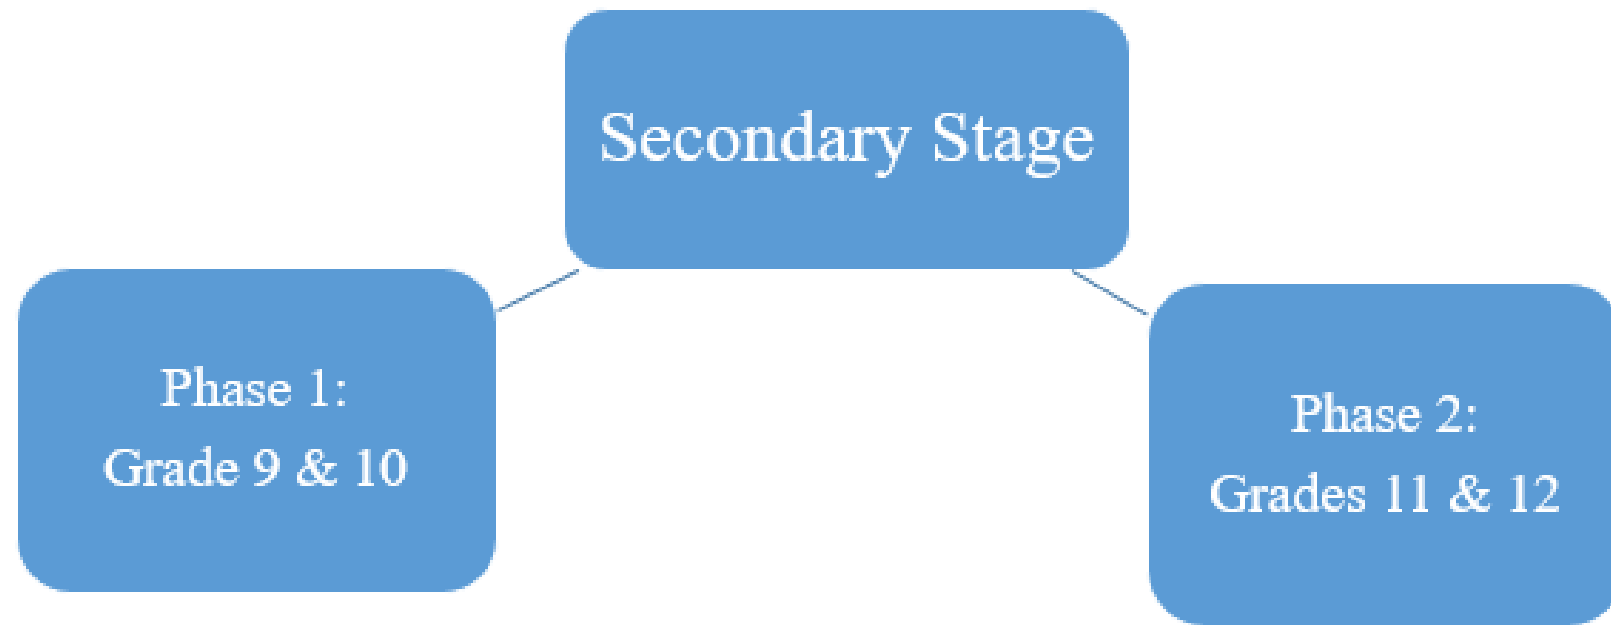 Secondary Stage
Phase 1:
Grade 9 & 10
Phase 2:
Grades 11 & 12